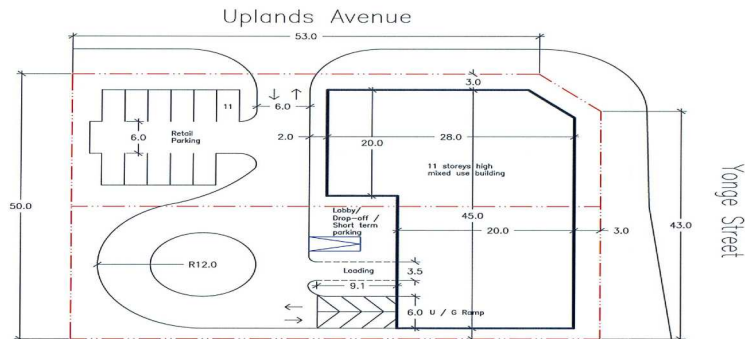 Uplands Avenue
53.0
3.0
11
6.0
6.0
Retail
Parking
2.0
28.0
20.0
11 storeys high
mixed use building
50.0
Lobby/
Drop-off /
Short term
parking
45.0
20.0
3.0
43.0
Yonge Street
R12.0
Loading
3.5
9.1
6.0
U / G Ramp